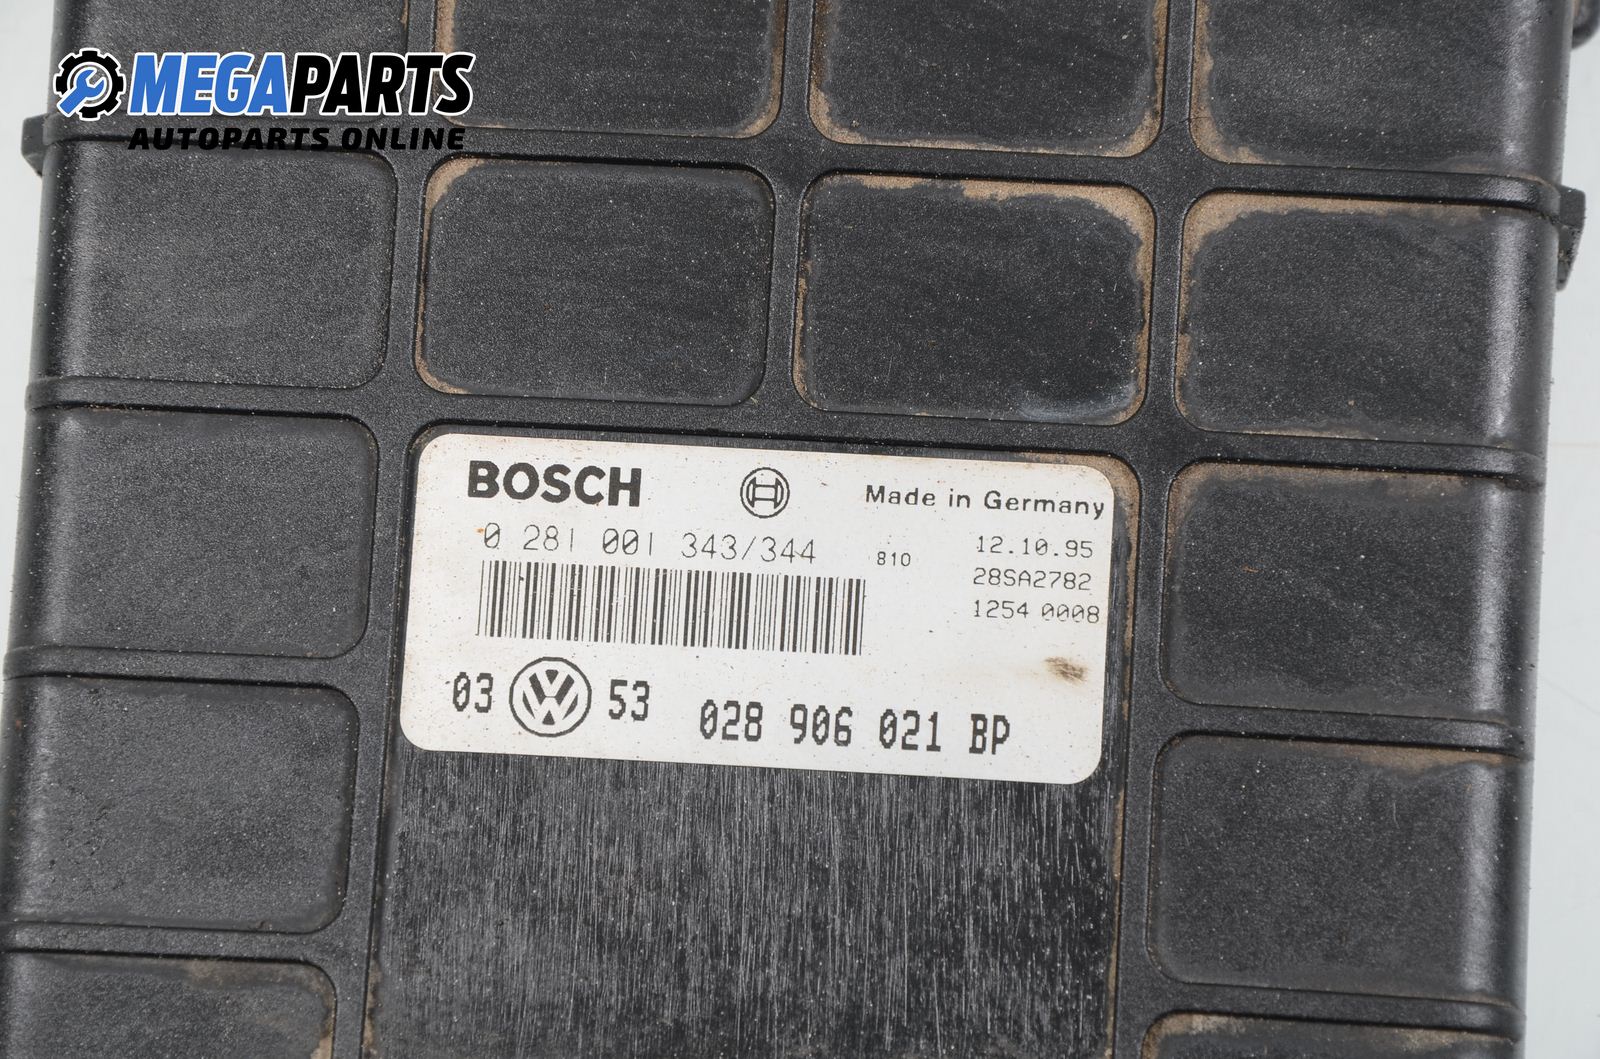 MEGAPARTS
AUTOPARTS ONLINE
BOSCH
Made in Germany
0 281 001 343/344
810
12.10.95
28SA2782
1254 0008
03 VW 53 028 906 021 BP